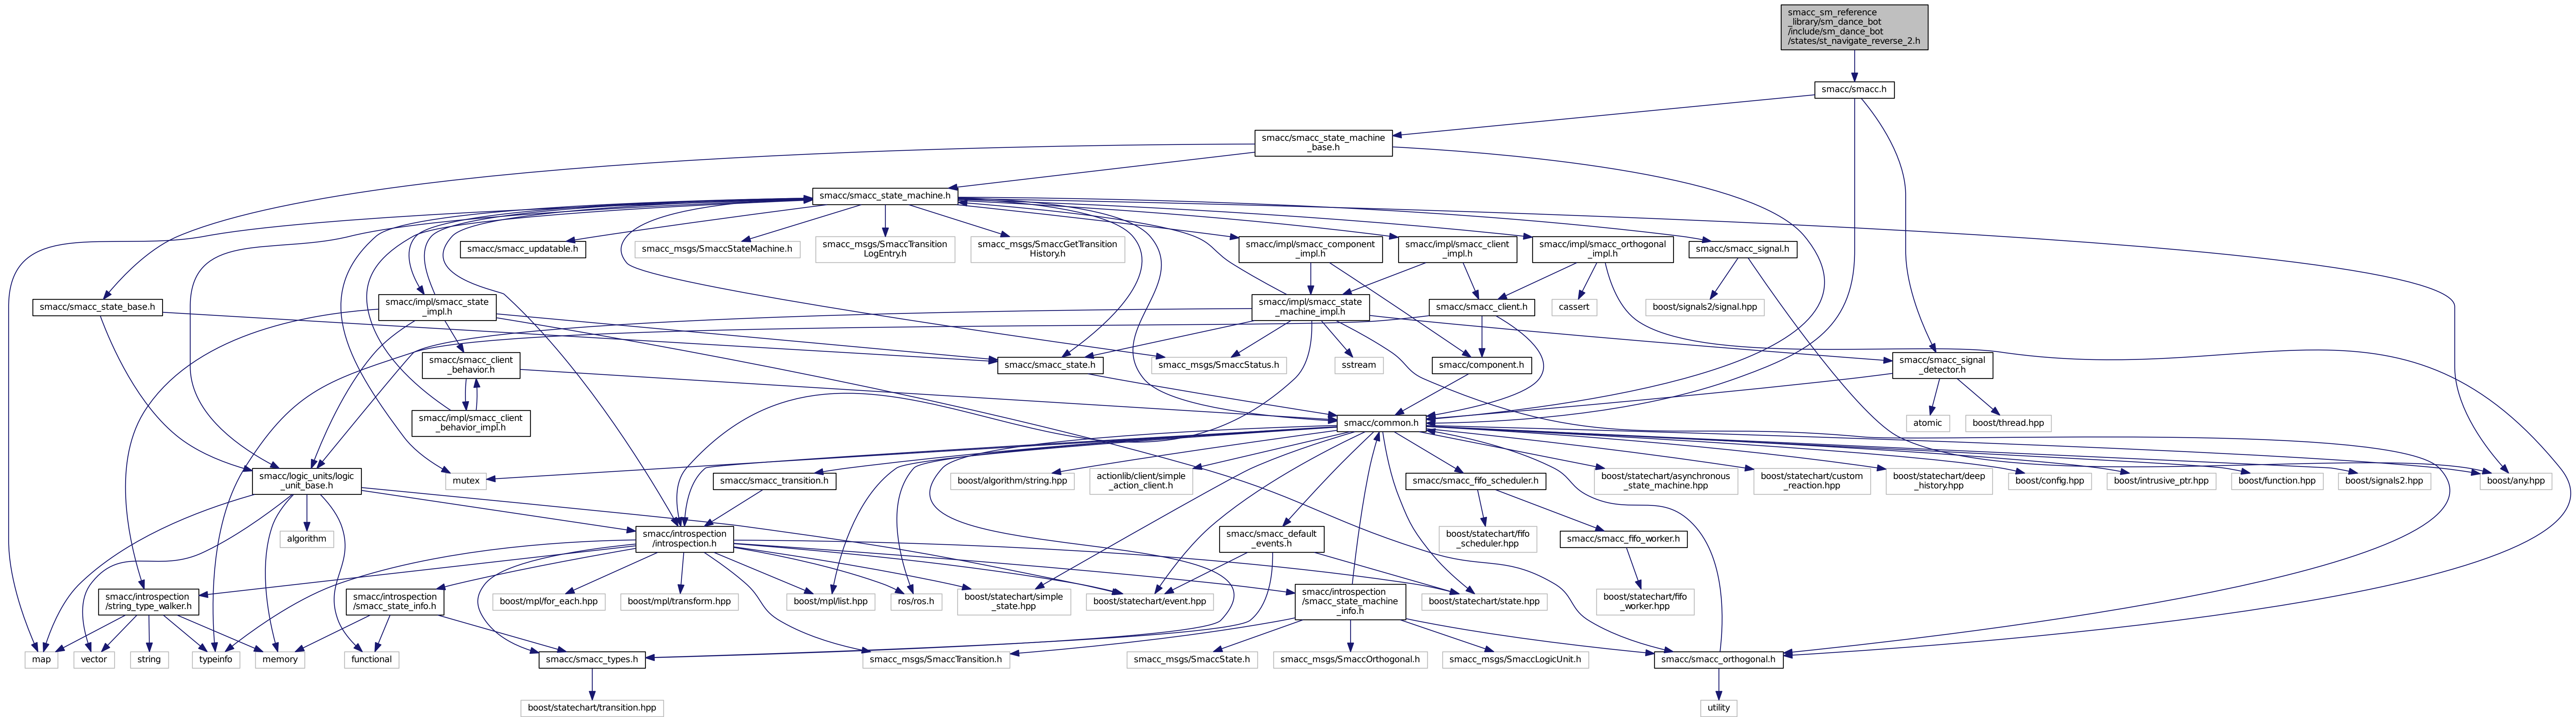 smacc_sm_reference
_library/sm_dance_bot
/include/sm_dance_bot
/states/st_navigate_reverse_2.h
smacc/smacc.h
smacc/smacc_state_machine
_base.h
smacc/smacc_state_machine.h
smacc/smacc_updatable.h
smacc_msgs/SmaccStateMachine.h
smacc_msgs/SmaccTransition
LogEntry.h
smacc_msgs/SmaccGetTransition
History.h
smacc/impl/smacc_component
_impl.h
smacc/impl/smacc_client
_impl.h
smacc/impl/smacc_orthogonal
_impl.h
smacc/smacc_signal.h
smacc/smacc_state_base.h
smacc/impl/smacc_state
_impl.h
smacc/impl/smacc_state
_machine_impl.h
smacc/smacc_client.h
cassert
boost/signals2/signal.hpp
smacc/smacc_client
_behavior.h
smacc/smacc_state.h
smacc_msgs/SmaccStatus.h
sstream
smacc/component.h
smacc/smacc_signal
_detector.h
smacc/impl/smacc_client
_behavior_impl.h
smacc/common.h
atomic
boost/thread.hpp
smacc/logic_units/logic
_unit_base.h
mutex
smacc/smacc_transition.h
boost/algorithm/string.hpp
actionlib/client/simple
_action_client.h
smacc/smacc_fifo_scheduler.h
boost/statechart/asynchronous
_state_machine.hpp
boost/statechart/custom
_reaction.hpp
boost/statechart/deep
_history.hpp
boost/config.hpp
boost/intrusive_ptr.hpp
boost/function.hpp
boost/signals2.hpp
boost/any.hpp
algorithm
smacc/introspection
/introspection.h
smacc/smacc_default
_events.h
boost/statechart/fifo
_scheduler.hpp
smacc/smacc_fifo_worker.h
smacc/introspection
/string_type_walker.h
smacc/introspection
/smacc_state_info.h
boost/mpl/for_each.hpp
boost/mpl/transform.hpp
boost/mpl/list.hpp
ros/ros.h
boost/statechart/simple
_state.hpp
boost/statechart/event.hpp
smacc/introspection
/smacc_state_machine
_info.h
boost/statechart/state.hpp
boost/statechart/fifo
_worker.hpp
map
vector
string
typeinfo
memory
functional
smacc/smacc_types.h
smacc_msgs/SmaccTransition.h
smacc_msgs/SmaccState.h
smacc_msgs/SmaccOrthogonal.h
smacc_msgs/SmaccLogicUnit.h
smacc/smacc_orthogonal.h
boost/statechart/transition.hpp
utility